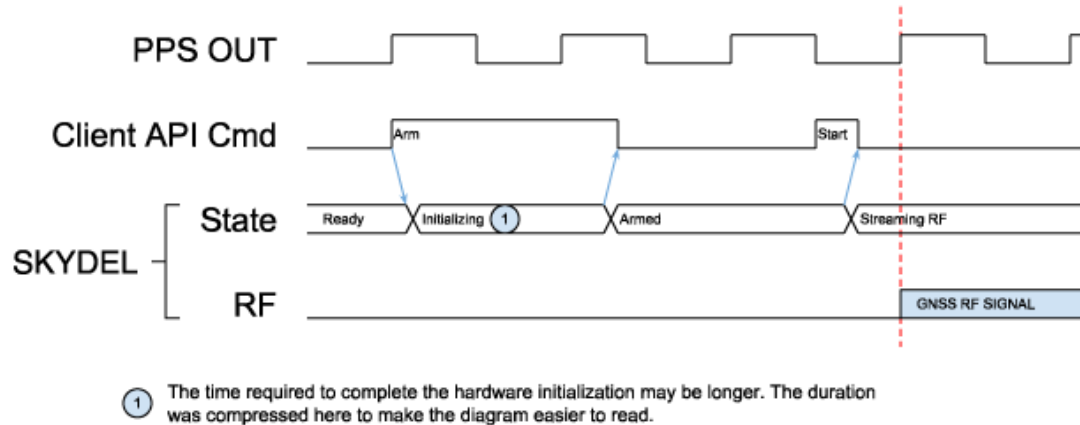 PPS OUT
Client API Cmd
Arm
Start
SKYDEL
State
Ready
Initializing
1
Armed
Streaming RF
RF
GNSS RF SIGNAL
1
The time required to complete the hardware initialization may be longer. The duration
was compressed here to make the diagram easier to read.